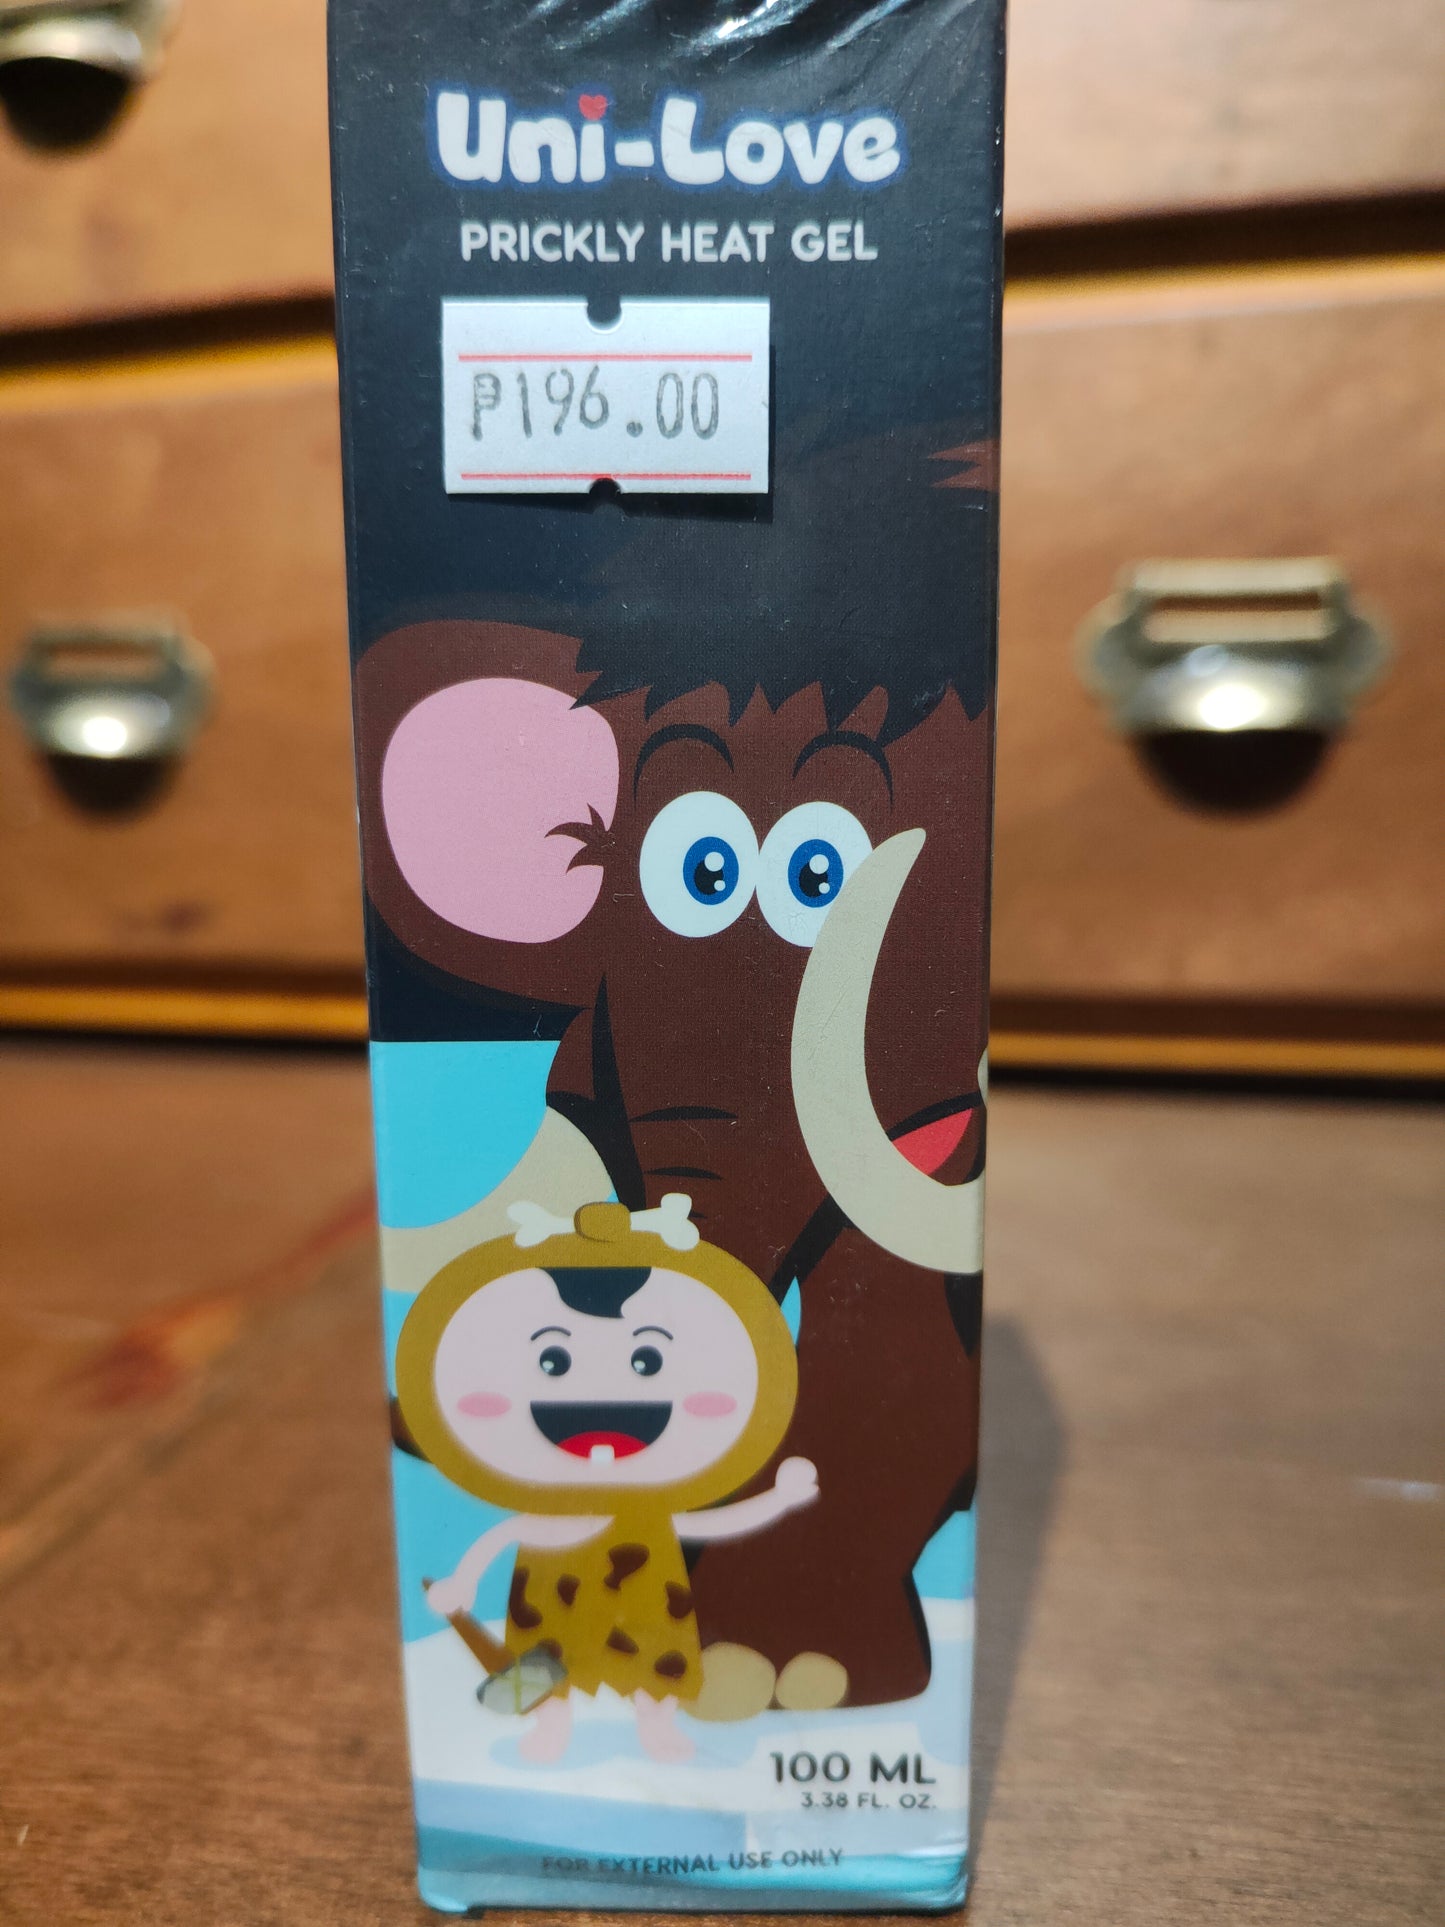 Uni-Love
PRICKLY HEAT GEL
₱196.00
100 ML
3.38 FL. OZ.
FOR EXTERNAL USE ONLY